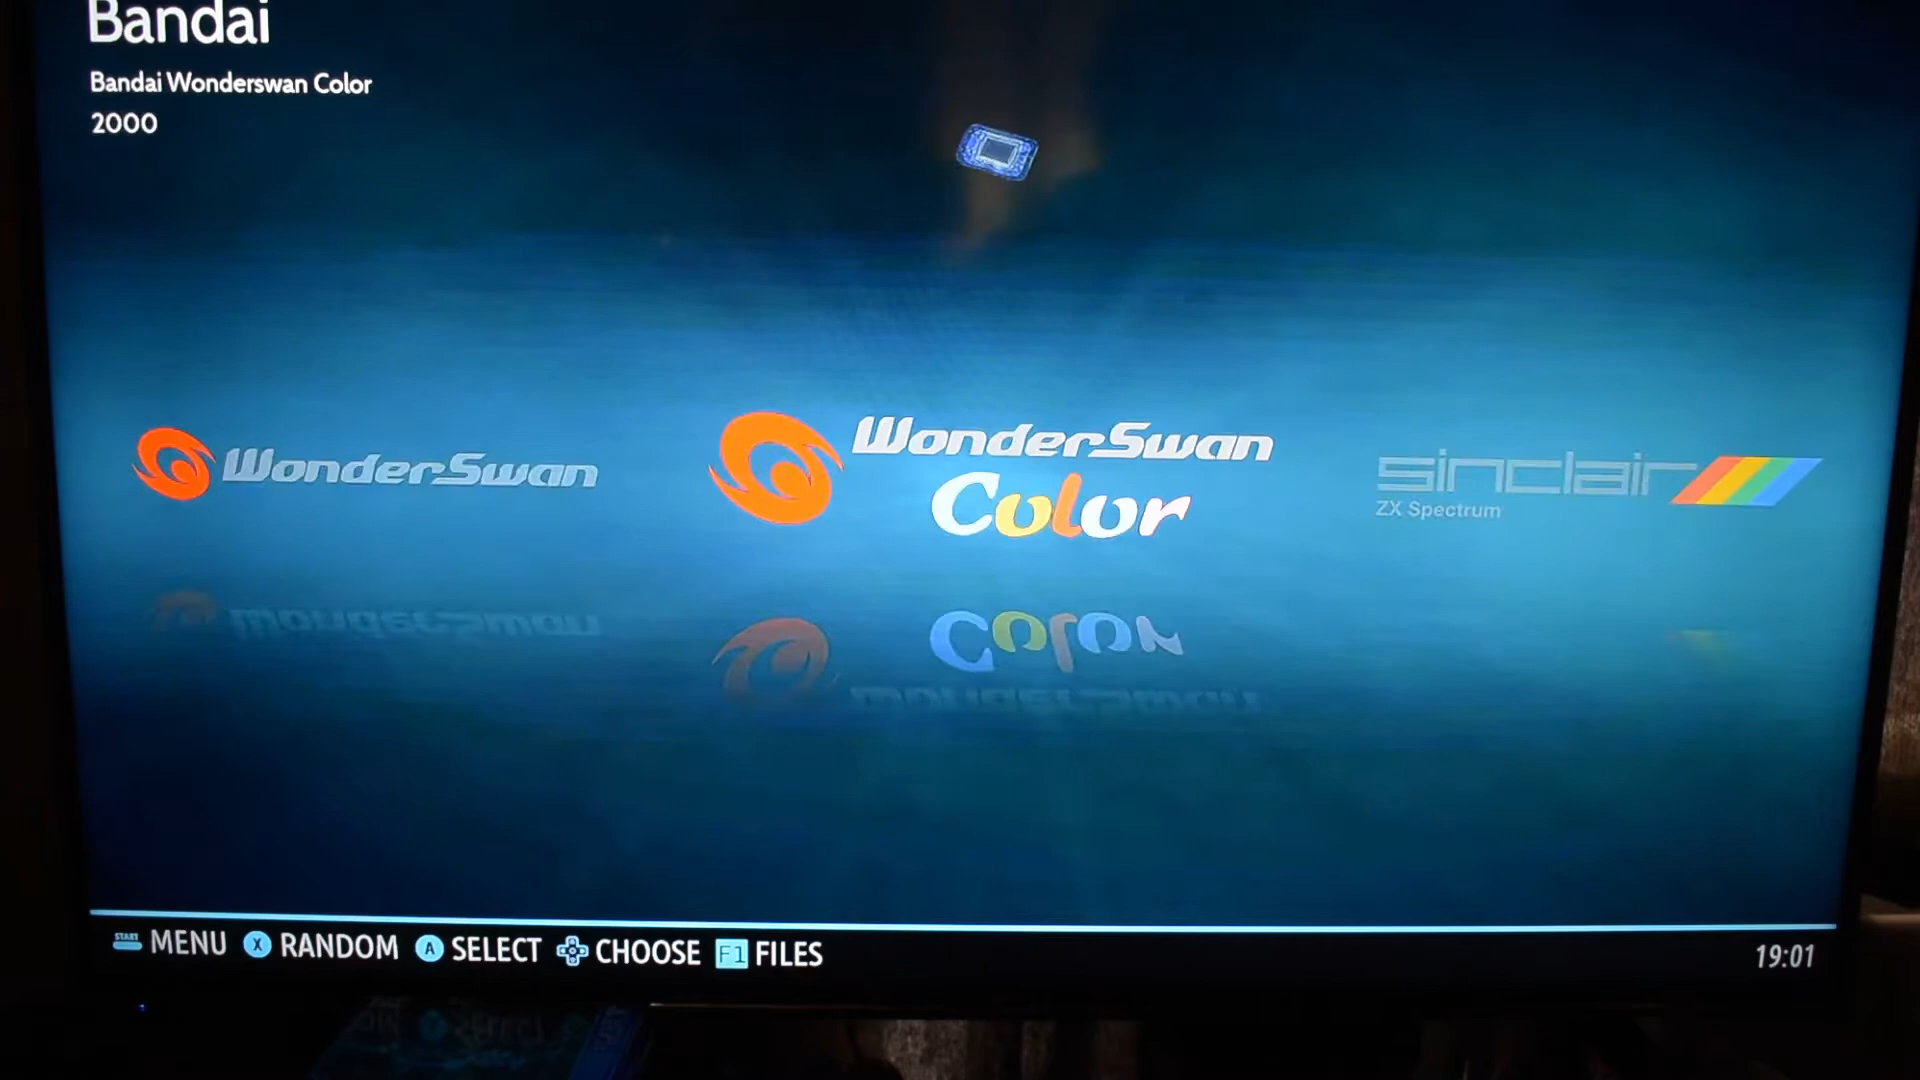 Bandai
Bandai Wonderswan Color
2000
WonderSwan
WonderSwan
Color
sinclair
ZX Spectrum
START MENU X RANDOM A SELECT CHOOSE F1 FILES
19:01